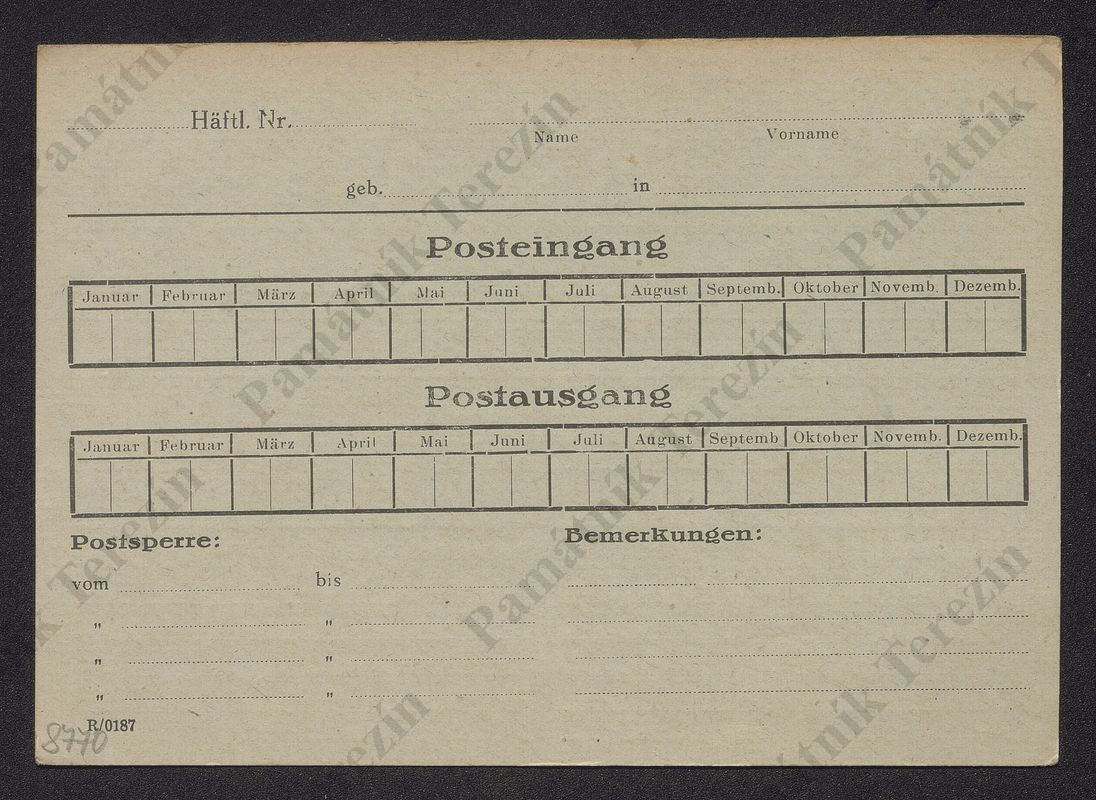 Häftl. Nr.
Name Vorname
geb. in
Posteingang
Januar Februar März April Mai Juni Juli August Septemb. Oktober Novemb. Dezemb.
Postausgang
Januar Februar März April Mai Juni Juli August Septemb Oktober Novemb. Dezemb.
Postsperre: Bemerkungen:
vom bis
" "
" "
" "
R/0187
8770
Památník Terezín